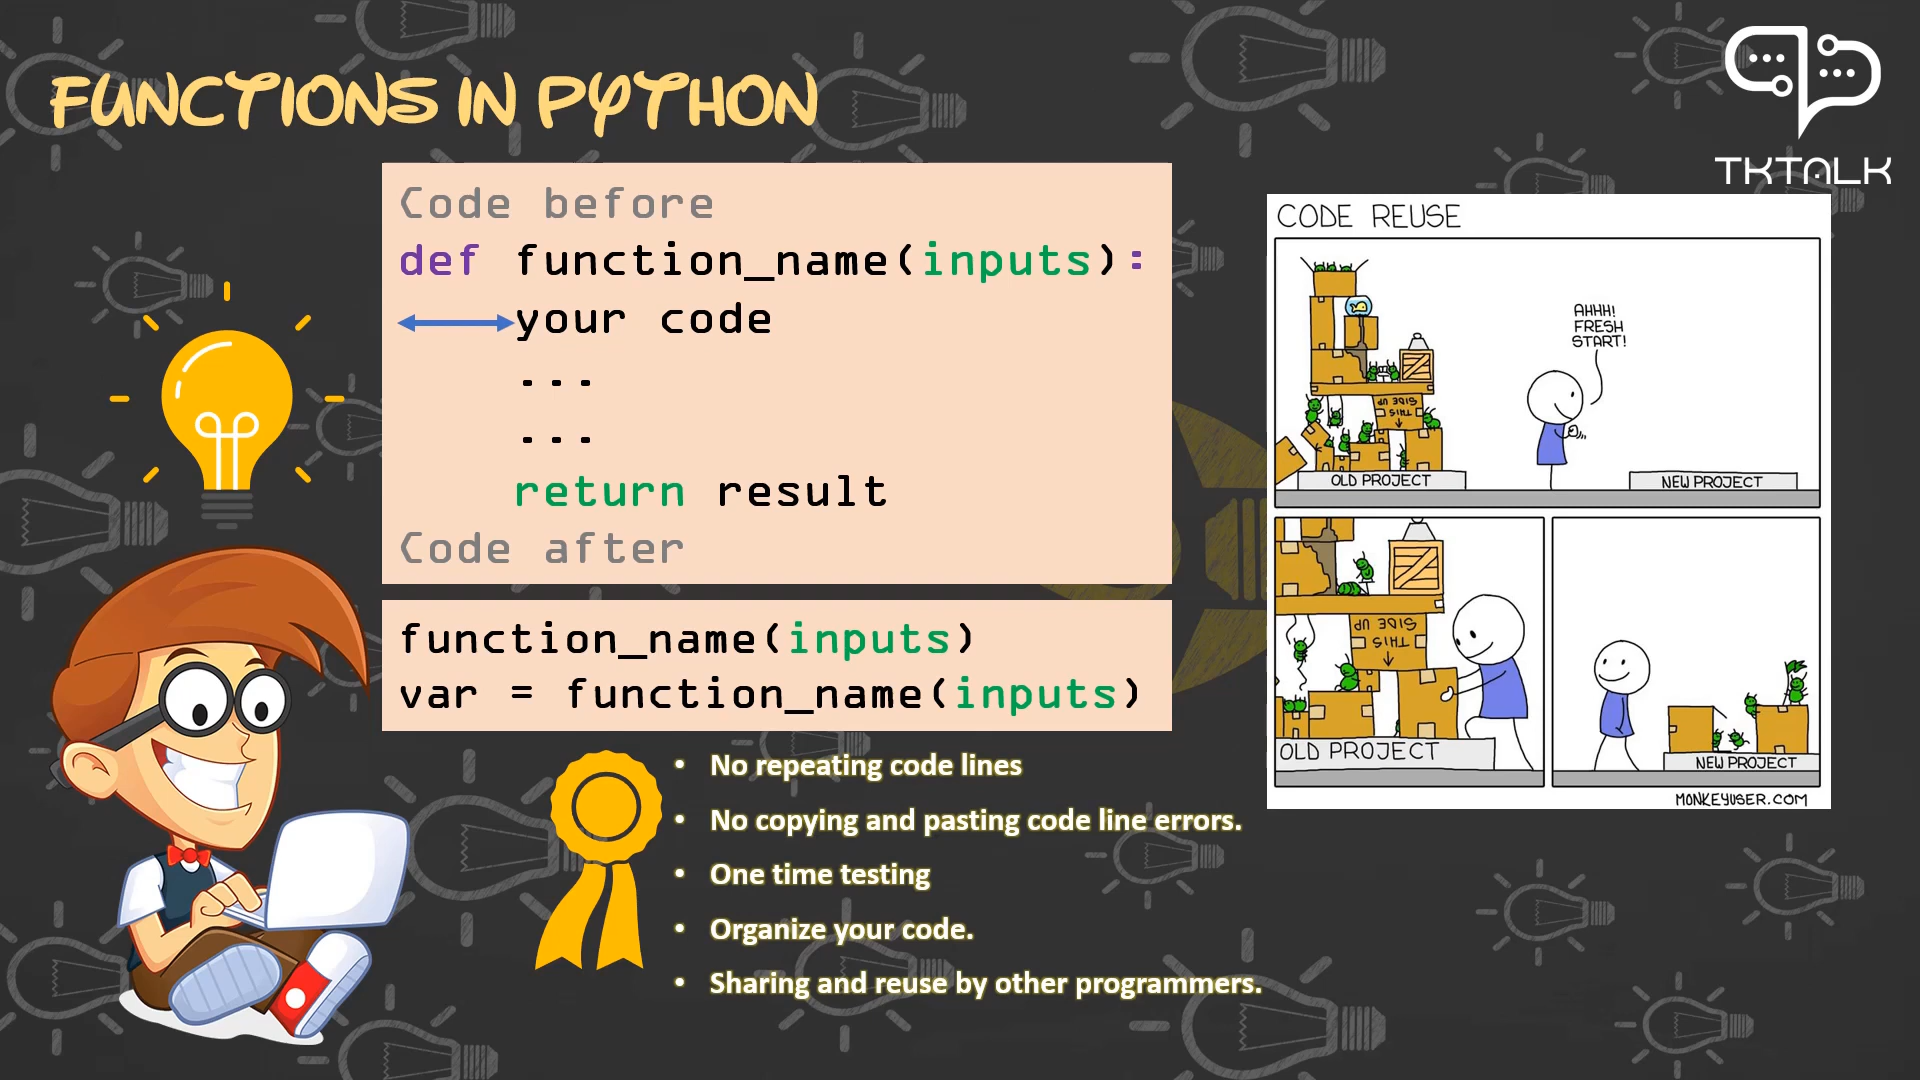 FUNCTIONS IN PYTHON
TKTALK
Code before
def function_name(inputs):
your code
...
...
return result
Code after
function_name(inputs)
var = function_name(inputs)
• No repeating code lines
• No copying and pasting code line errors.
• One time testing
• Organize your code.
• Sharing and reuse by other programmers.
CODE REUSE
AHHH!
FRESH
START!
THIS
SIDE UP
OLD PROJECT
NEW PROJECT
THIS
SIDE UP
OLD PROJECT
NEW PROJECT
MONKEYUSER.COM